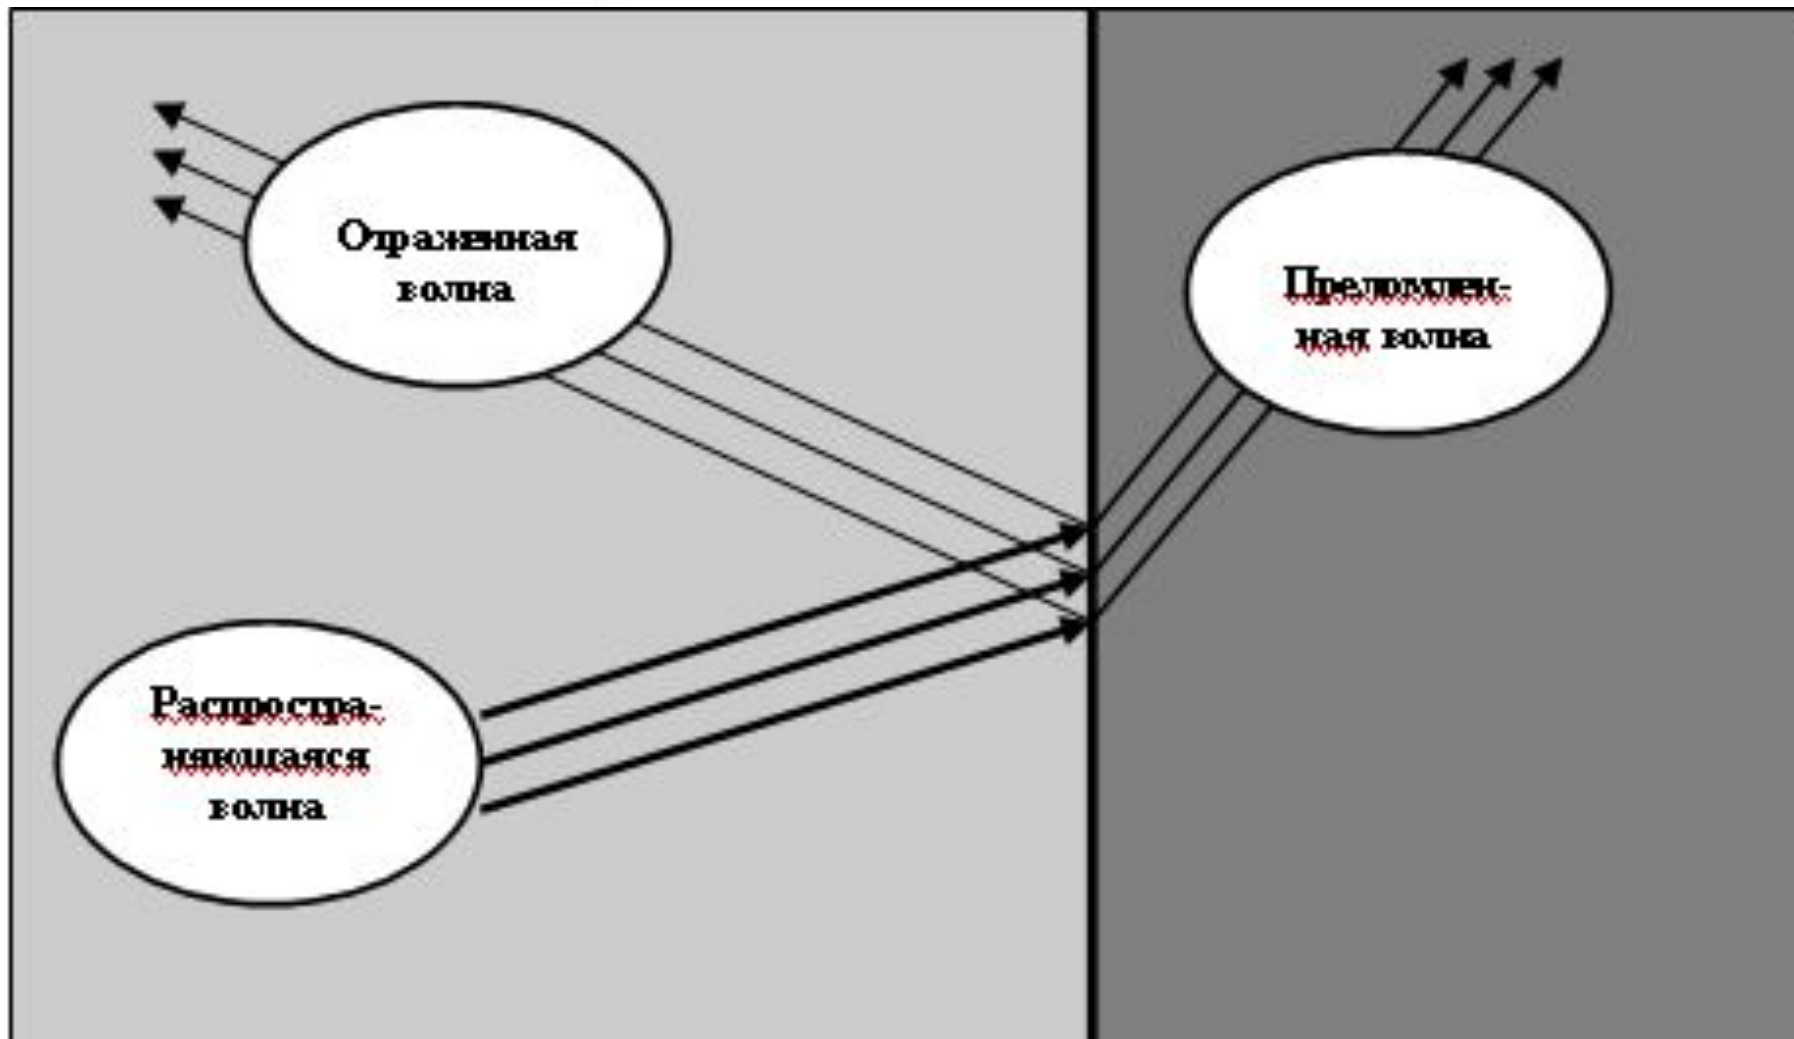 Отраженная
волна
Преломлен-
ная волна
Распростра-
няющаяся
волна